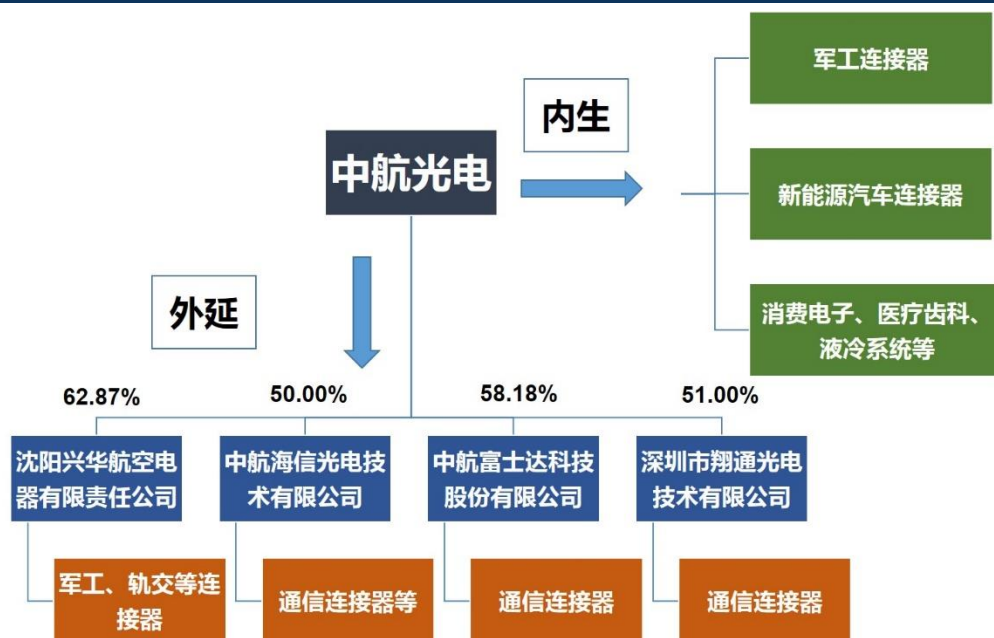 军工连接器
内生
中航光电
新能源汽车连接器
外延
消费电子、医疗齿科、
液冷系统等
62.87%
50.00%
58.18%
51.00%
沈阳兴华航空电
器有限责任公司
中航海信光电技
术有限公司
中航富士达科技
股份有限公司
深圳市翔通光电
技术有限公司
军工、轨交等连
接器
通信连接器等
通信连接器
通信连接器